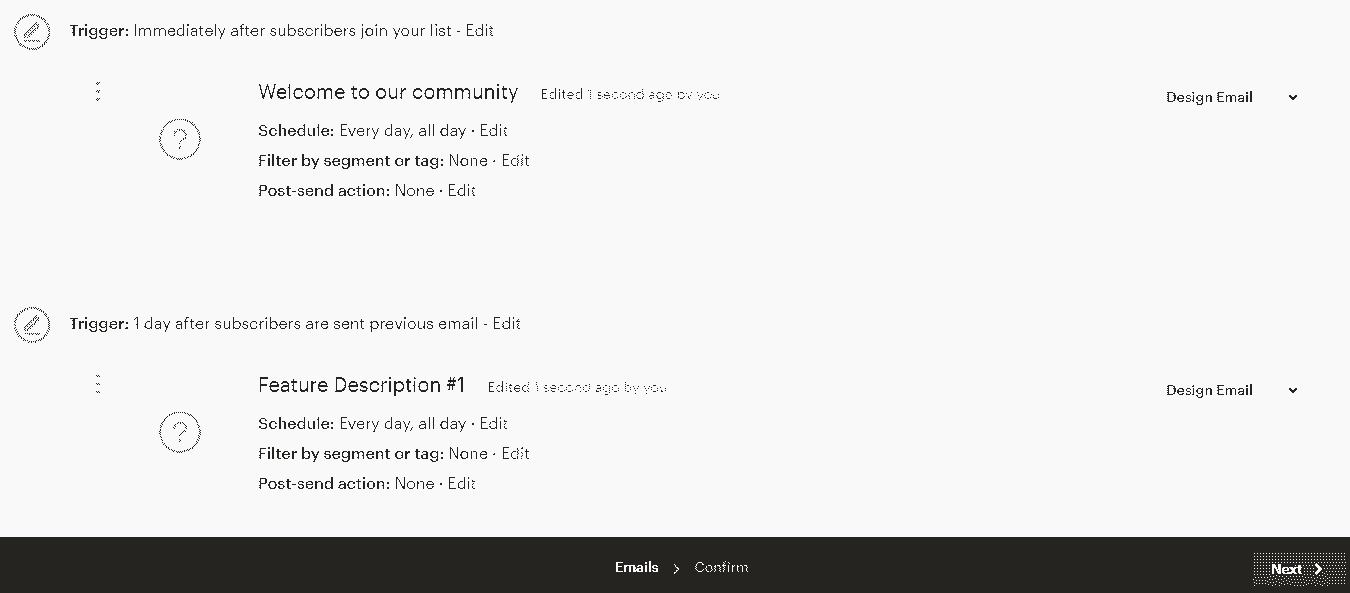 Trigger: Immediately after subscribers join your list - Edit
Welcome to our community Edited 1 second ago by you
Design Email
Schedule: Every day, all day · Edit
Filter by segment or tag: None · Edit
Post-send action: None · Edit
Trigger: 1 day after subscribers are sent previous email - Edit
Feature Description #1 Edited 1 second ago by you
Design Email
Schedule: Every day, all day · Edit
Filter by segment or tag: None · Edit
Post-send action: None · Edit
Emails > Confirm
Next >